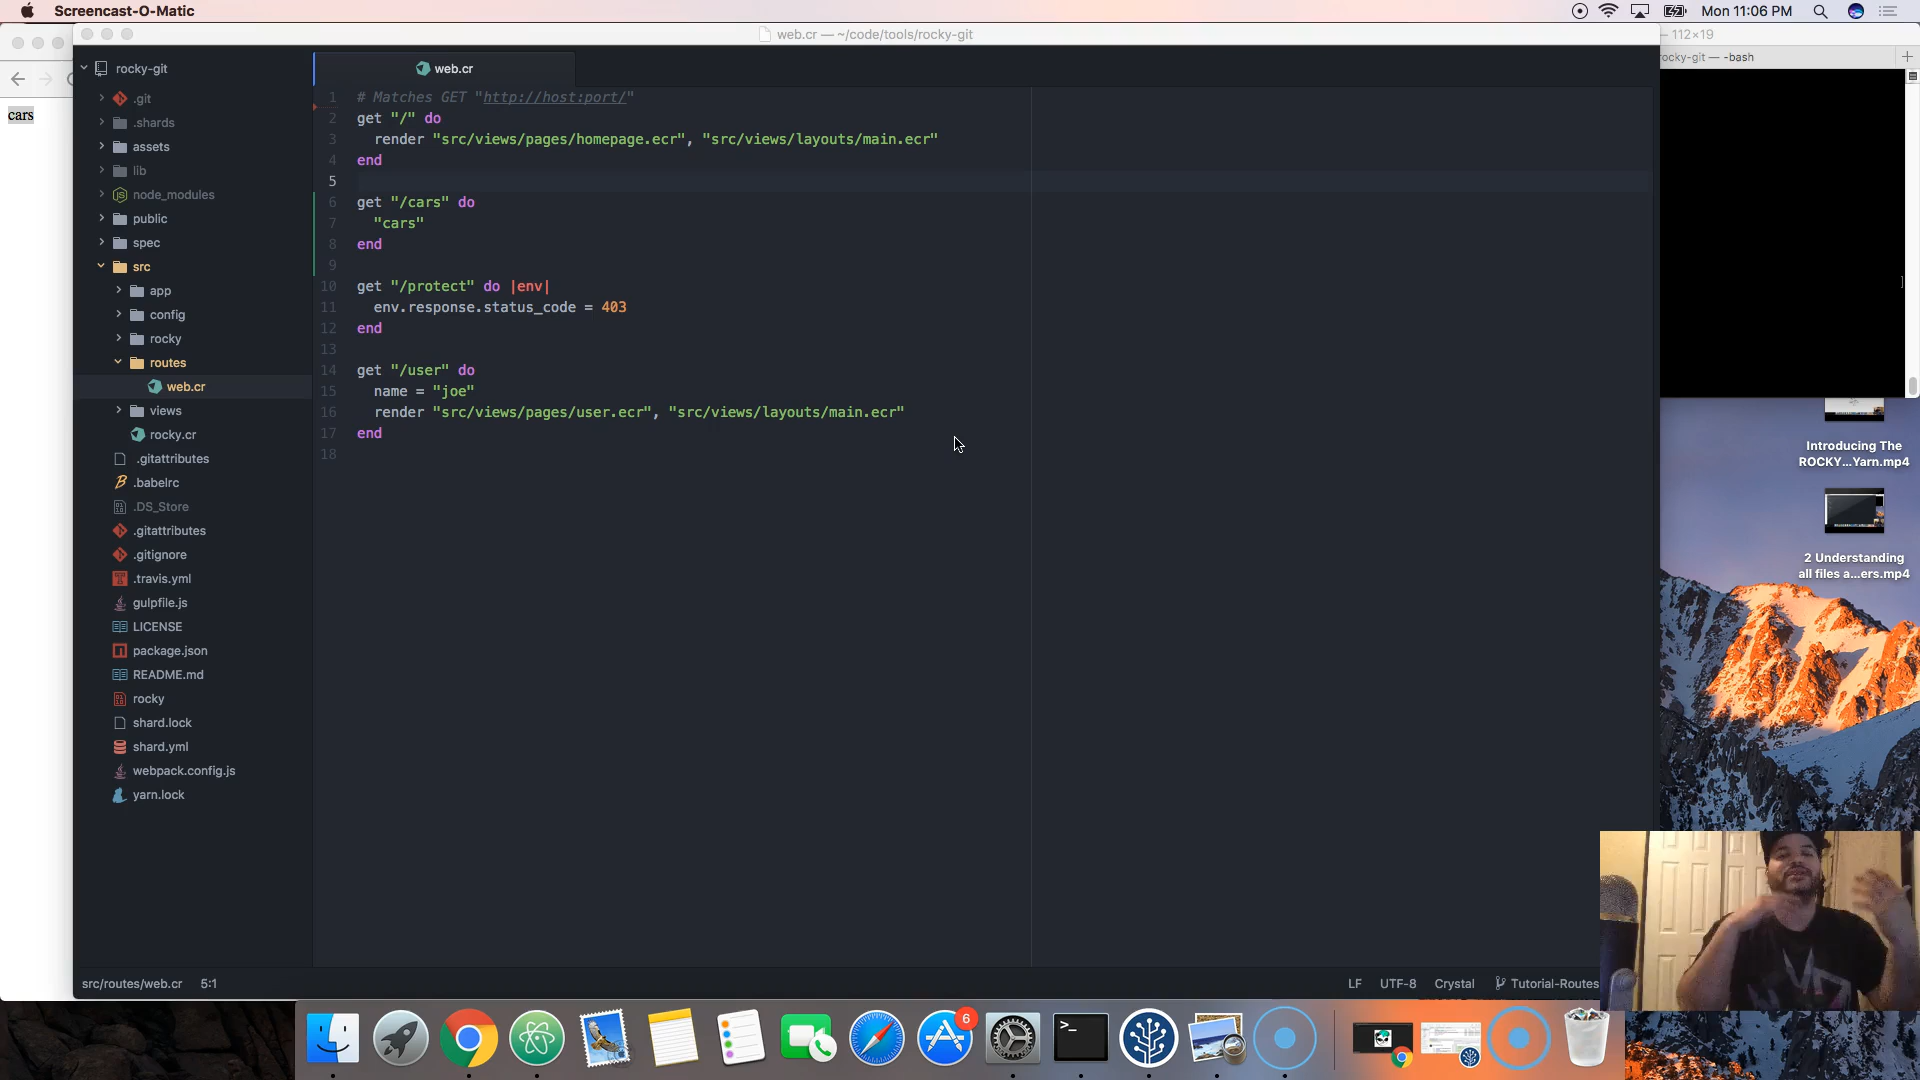 Screencast-O-Matic
Mon 11:06 PM
web.cr — ~/code/tools/rocky-git
— 112×19
rocky-git — -bash
cars
rocky-git
.git
.shards
assets
lib
node_modules
public
spec
src
app
config
rocky
routes
web.cr
views
rocky.cr
.gitattributes
.babelrc
.DS_Store
.gitattributes
.gitignore
.travis.yml
gulpfile.js
LICENSE
package.json
README.md
rocky
shard.lock
shard.yml
webpack.config.js
yarn.lock
web.cr
1 # Matches GET "http://host:port/"
2 get "/" do
3 render "src/views/pages/homepage.ecr", "src/views/layouts/main.ecr"
4 end
5
6 get "/cars" do
7 "cars"
8 end
9
10 get "/protect" do |env|
11 env.response.status_code = 403
12 end
13
14 get "/user" do
15 name = "joe"
16 render "src/views/pages/user.ecr", "src/views/layouts/main.ecr"
17 end
18
Introducing The
ROCKY...Yarn.mp4
2 Understanding
all files a...ers.mp4
src/routes/web.cr 5:1
LF UTF-8 Crystal Tutorial-Routes
6